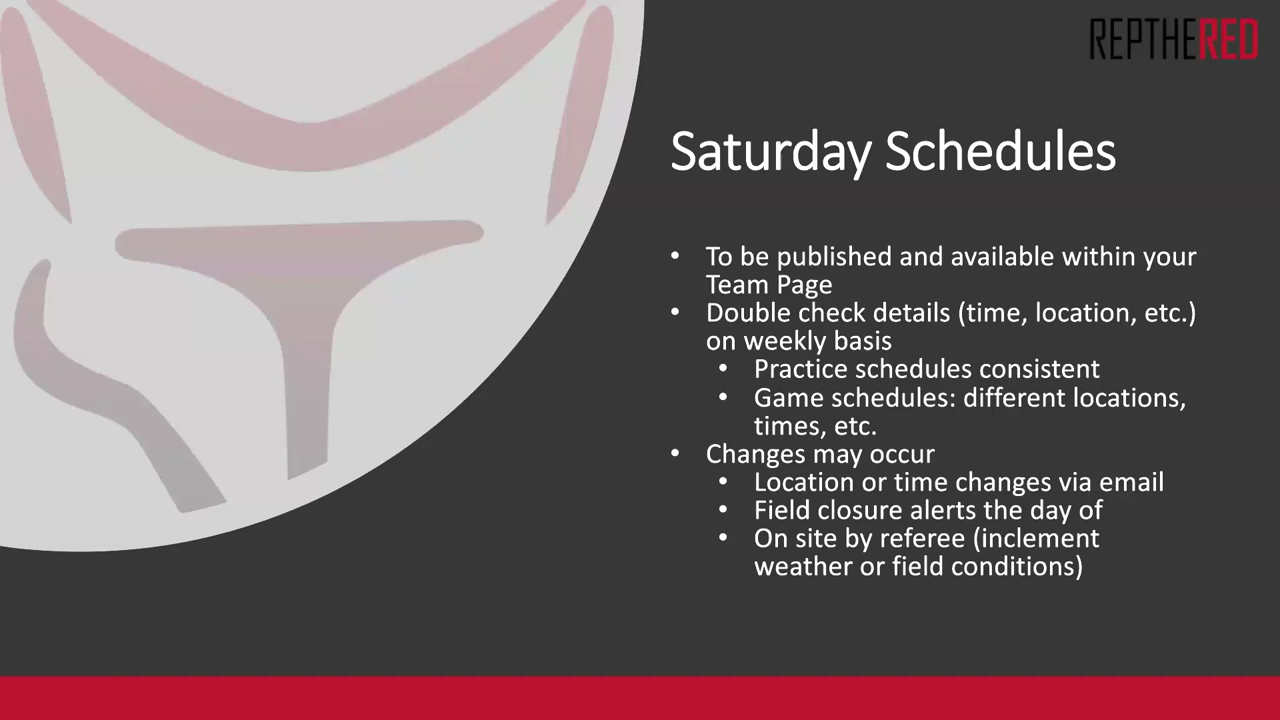 REPTHERED
Saturday Schedules
• To be published and available within your
Team Page
• Double check details (time, location, etc.)
on weekly basis
• Practice schedules consistent
• Game schedules: different locations,
times, etc.
• Changes may occur
• Location or time changes via email
• Field closure alerts the day of
• On site by referee (inclement
weather or field conditions)